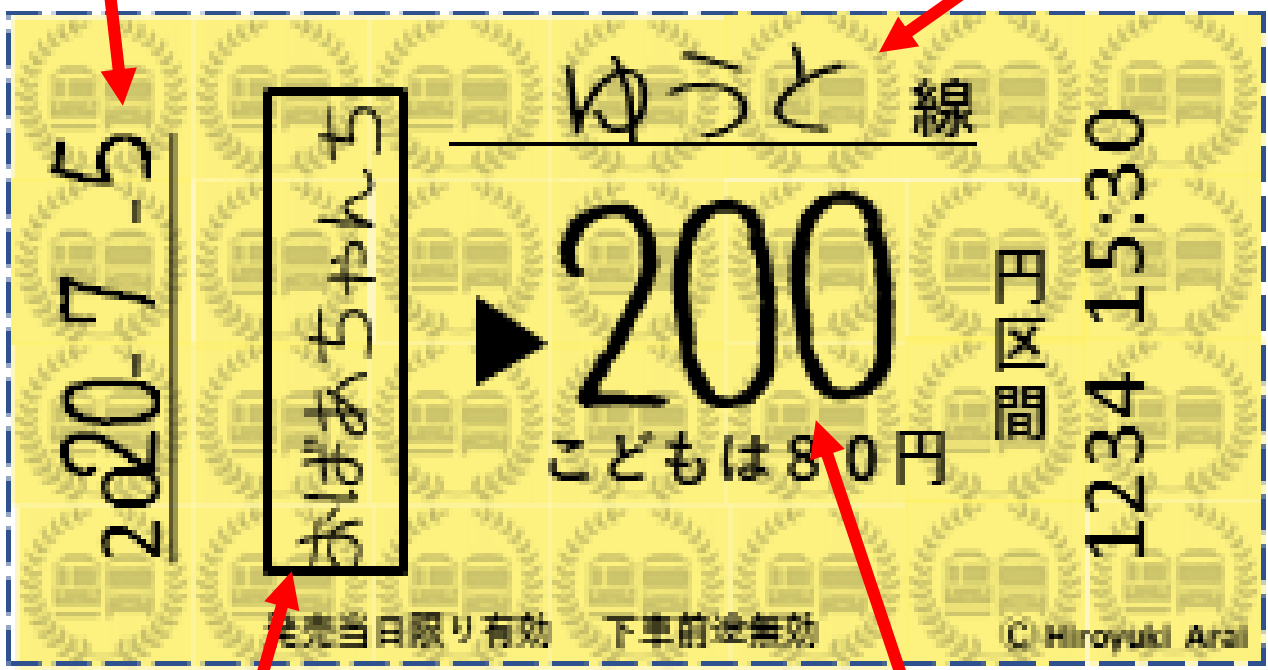 2020-7-5
おばあちゃんち
ゆうと 線
▶200 円区間
こどもは80円
1234 15:30
発売当日限り有効 下車前途無効
© Hiroyuki Arai